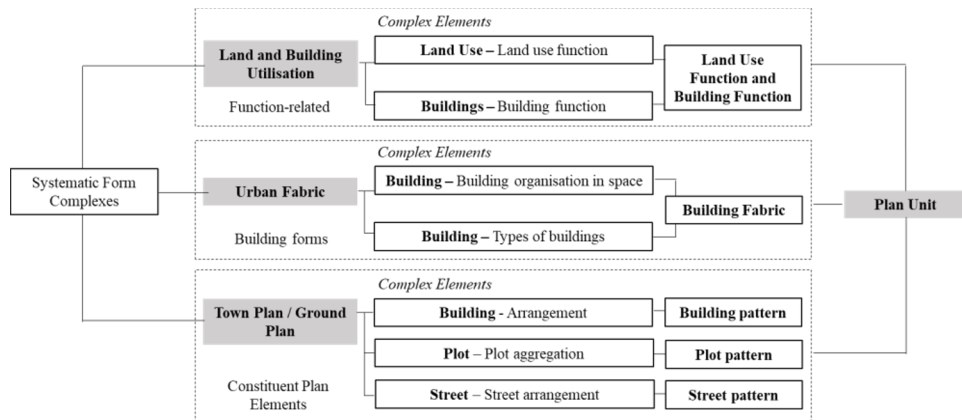 Complex Elements
Land and Building
Utilisation
Function-related
Land Use – Land use function
Buildings – Building function
Land Use
Function and
Building Function
Systematic Form
Complexes
Complex Elements
Urban Fabric
Building forms
Building – Building organisation in space
Building – Types of buildings
Building Fabric
Plan Unit
Complex Elements
Town Plan / Ground
Plan
Constituent Plan
Elements
Building - Arrangement
Building pattern
Plot – Plot aggregation
Plot pattern
Street – Street arrangement
Street pattern